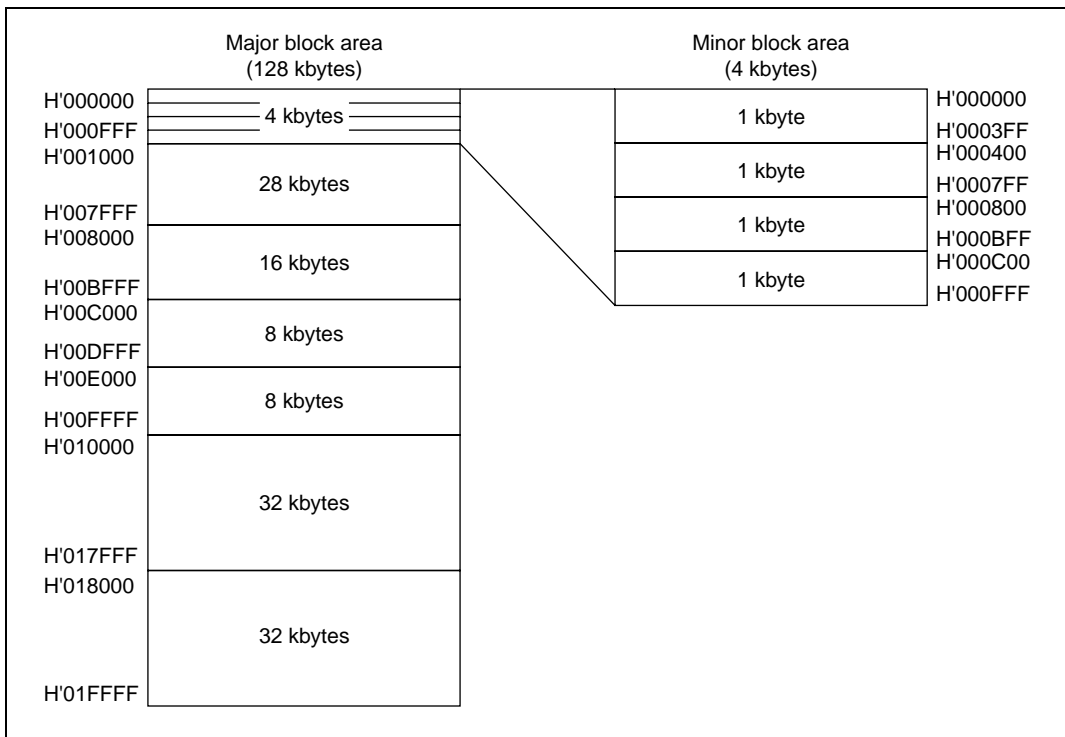 Major block area
(128 kbytes)
H'000000
4 kbytes
H'000FFF
H'001000
28 kbytes
H'007FFF
H'008000
16 kbytes
H'00BFFF
H'00C000
8 kbytes
H'00DFFF
H'00E000
8 kbytes
H'00FFFF
H'010000
32 kbytes
H'017FFF
H'018000
32 kbytes
H'01FFFF
Minor block area
(4 kbytes)
H'000000
1 kbyte
H'0003FF
H'000400
1 kbyte
H'0007FF
H'000800
1 kbyte
H'000BFF
H'000C00
1 kbyte
H'000FFF